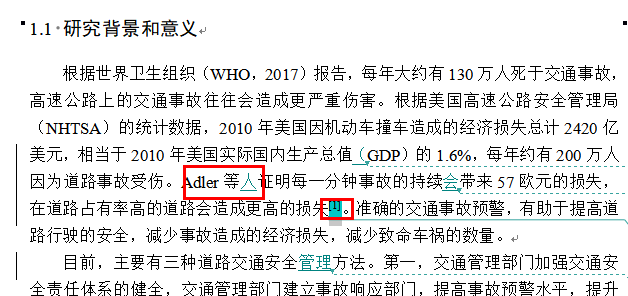 1.1 研究背景和意义
根据世界卫生组织（WHO，2017）报告，每年大约有 130 万人死于交通事故，
高速公路上的交通事故往往会造成更严重伤害。根据美国高速公路安全管理局
（NHTSA）的统计数据，2010 年美国因机动车撞车造成的经济损失总计 2420 亿
美元，相当于 2010 年美国实际国内生产总值（GDP）的 1.6%，每年约有 200 万人
因为道路事故受伤。Adler 等人证明每一分钟事故的持续会带来 57 欧元的损失，
在道路占有率高的道路会造成更高的损失[1]。准确的交通事故预警，有助于提高道
路行驶的安全，减少事故造成的经济损失，减少致命车祸的数量。
目前，主要有三种道路交通安全管理方法。第一，交通管理部门加强交通安
全责任体系的健全，交通管理部门建立事故响应部门，提高事故预警水平，提升